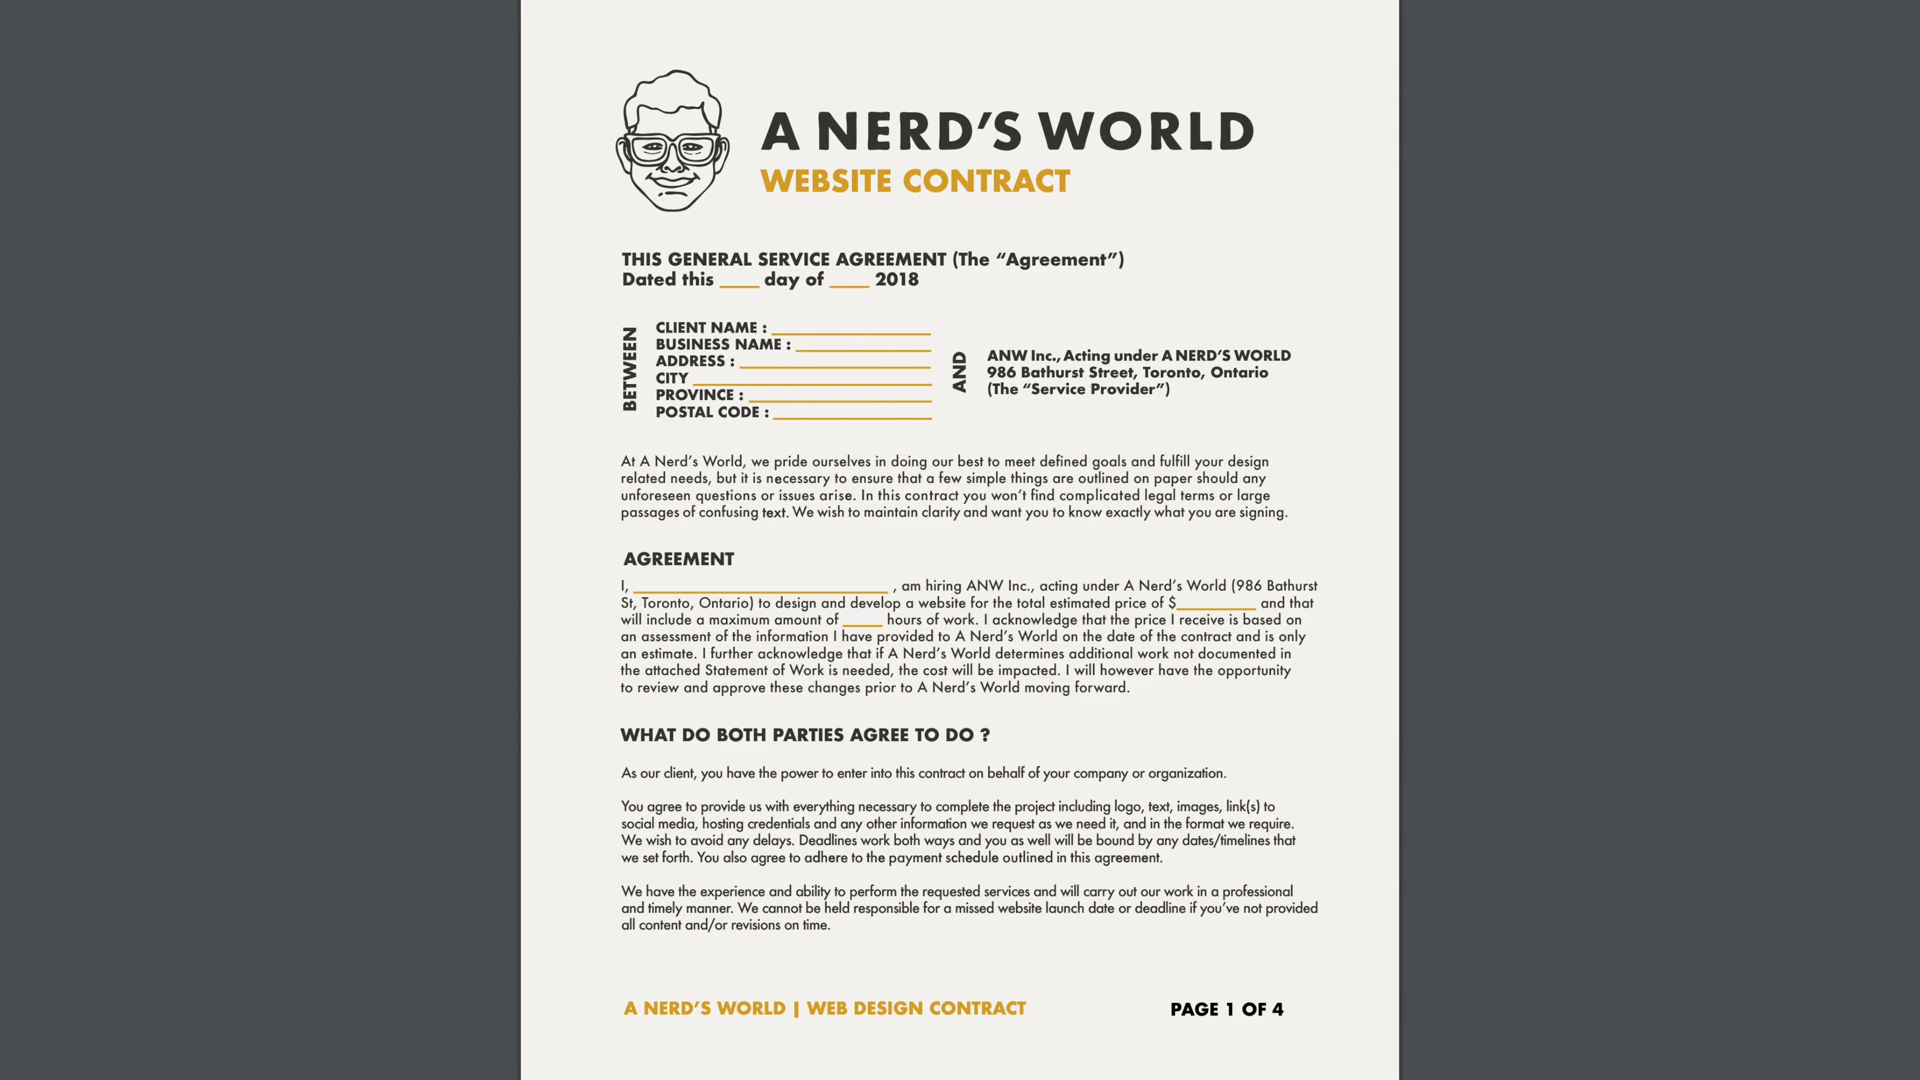 A NERD'S WORLD
WEBSITE CONTRACT
THIS GENERAL SERVICE AGREEMENT (The “Agreement”)
Dated this ____ day of ____ 2018
BETWEEN
CLIENT NAME : ____
BUSINESS NAME : ____
ADDRESS : ____
CITY ____
PROVINCE : ____
POSTAL CODE : ____
AND
ANW Inc., Acting under A NERD'S WORLD
986 Bathurst Street, Toronto, Ontario
(The “Service Provider”)
At A Nerd's World, we pride ourselves in doing our best to meet defined goals and fulfill your design
related needs, but it is necessary to ensure that a few simple things are outlined on paper should any
unforeseen questions or issues arise. In this contract you won't find complicated legal terms or large
passages of confusing text. We wish to maintain clarity and want you to know exactly what you are signing.
AGREEMENT
I, ____ , am hiring ANW Inc., acting under A Nerd's World (986 Bathurst
St, Toronto, Ontario) to design and develop a website for the total estimated price of $____ and that
will include a maximum amount of ____ hours of work. I acknowledge that the price I receive is based on
an assessment of the information I have provided to A Nerd's World on the date of the contract and is only
an estimate. I further acknowledge that if A Nerd's World determines additional work not documented in
the attached Statement of Work is needed, the cost will be impacted. I will however have the opportunity
to review and approve these changes prior to A Nerd's World moving forward.
WHAT DO BOTH PARTIES AGREE TO DO ?
As our client, you have the power to enter into this contract on behalf of your company or organization.
You agree to provide us with everything necessary to complete the project including logo, text, images, link(s) to
social media, hosting credentials and any other information we request as we need it, and in the format we require.
We wish to avoid any delays. Deadlines work both ways and you as well will be bound by any dates/timelines that
we set forth. You also agree to adhere to the payment schedule outlined in this agreement.
We have the experience and ability to perform the requested services and will carry out our work in a professional
and timely manner. We cannot be held responsible for a missed website launch date or deadline if you've not provided
all content and/or revisions on time.
A NERD'S WORLD | WEB DESIGN CONTRACT
PAGE 1 OF 4